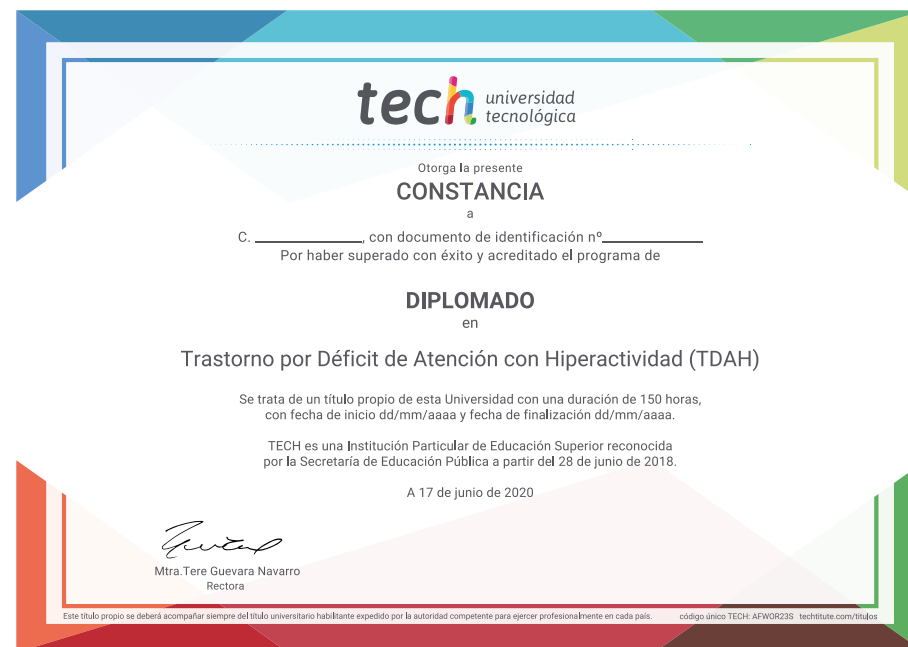 tech universidad
tecnológica
Otorga la presente
CONSTANCIA
a
C. ____________, con documento de identificación nº____________
Por haber superado con éxito y acreditado el programa de
DIPLOMADO
en
Trastorno por Déficit de Atención con Hiperactividad (TDAH)
Se trata de un título propio de esta Universidad con una duración de 150 horas,
con fecha de inicio dd/mm/aaaa y fecha de finalización dd/mm/aaaa.
TECH es una Institución Particular de Educación Superior reconocida
por la Secretaría de Educación Pública a partir del 28 de junio de 2018.
A 17 de junio de 2020
Mtra.Tere Guevara Navarro
Rectora
Este título propio se deberá acompañar siempre del título universitario habilitante expedido por la autoridad competente para ejercer profesionalmente en cada país. código único TECH: AFWOR23S techtitute.com/titulos